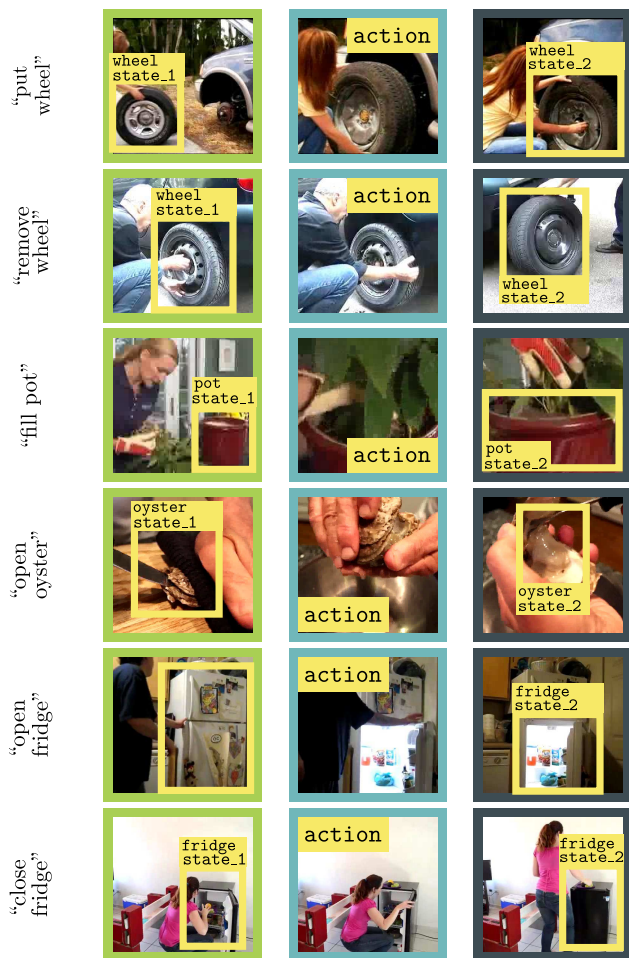 “put
wheel”
wheel
state_1
action
wheel
state_2
“remove
wheel”
wheel
state_1
action
wheel
state_2
“fill pot”
pot
state_1
action
pot
state_2
“open
oyster”
oyster
state_1
action
oyster
state_2
“open
fridge”
action
fridge
state_2
“close
fridge”
fridge
state_1
action
fridge
state_2